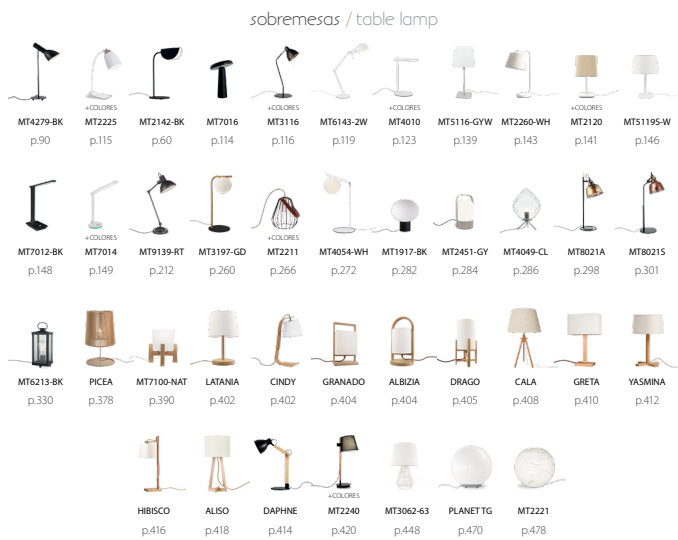 sobremesas / table lamp
+COLORES +COLORES +COLORES +COLORES
MT4279-BK MT2225 MT2142-BK MT7016 MT3116 MT6143-2W MT4010 MT5116-GYW MT2260-WH MT2120 MT5119S-W
p.90 p.115 p.60 p.114 p.116 p.119 p.123 p.139 p.143 p.141 p.146
+COLORES +COLORES
MT7012-BK MT7014 MT9139-RT MT3197-GD MT2211 MT4054-WH MT1917-BK MT2451-GY MT4049-CL MT8021A MT8021S
p.148 p.149 p.212 p.260 p.266 p.272 p.282 p.284 p.286 p.298 p.301
MT6213-BK PICEA MT7100-NAT LATANIA CINDY GRANADO ALBIZIA DRAGO CALA GRETA YASMINA
p.330 p.378 p.390 p.402 p.402 p.404 p.404 p.405 p.408 p.410 p.412
+COLORES
HIBISCO ALISO DAPHNE MT2240 MT3062-63 PLANET TG MT2221
p.416 p.418 p.414 p.420 p.448 p.470 p.478